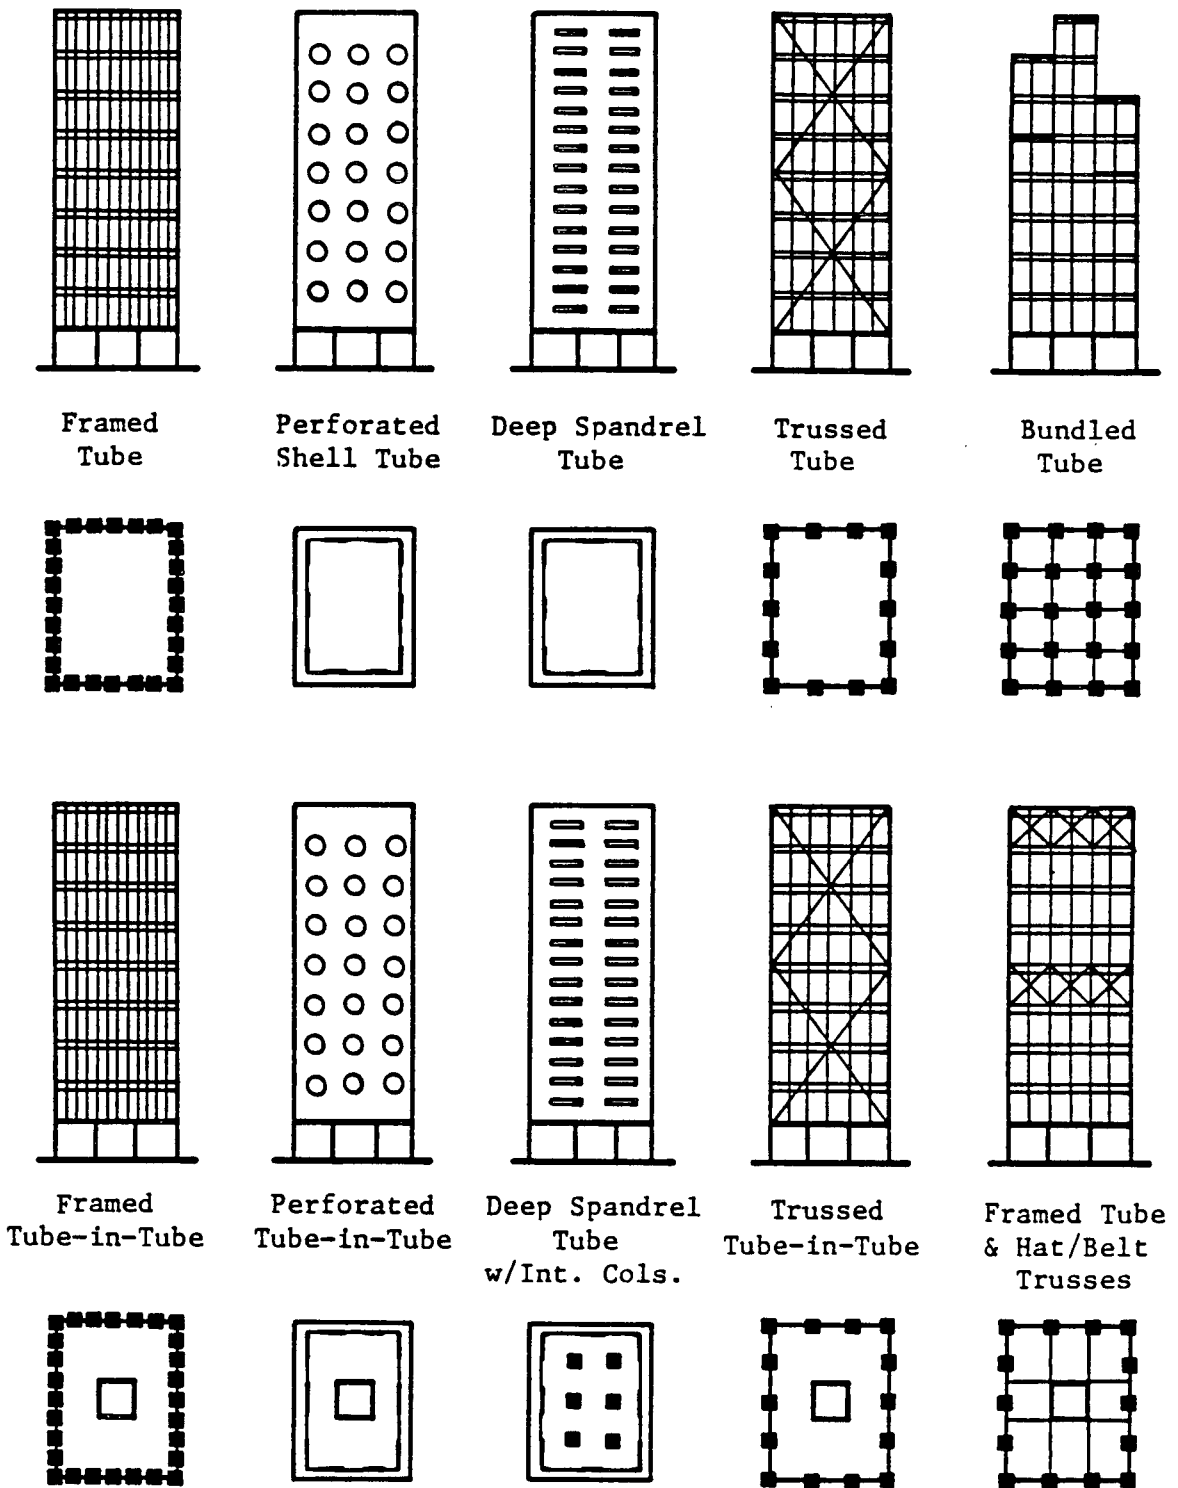 Framed
Tube
Perforated
Shell Tube
Deep Spandrel
Tube
Trussed
Tube
Bundled
Tube
Framed
Tube-in-Tube
Perforated
Tube-in-Tube
Deep Spandrel
Tube
w/Int. Cols.
Trussed
Tube-in-Tube
Framed Tube
& Hat/Belt
Trusses